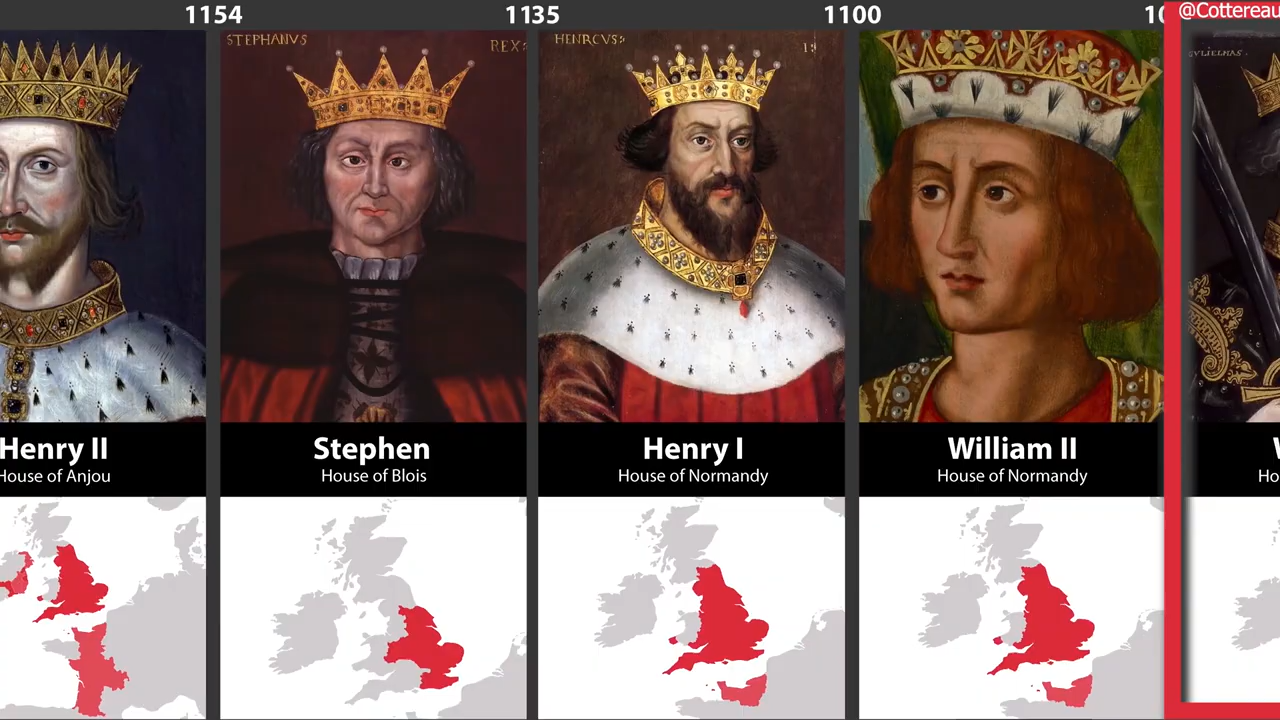 1154
1135
1100
@Cottereau
STEPHANVS
REX:
HENRCVS:
Henry II
House of Anjou
Stephen
House of Blois
Henry I
House of Normandy
William II
House of Normandy